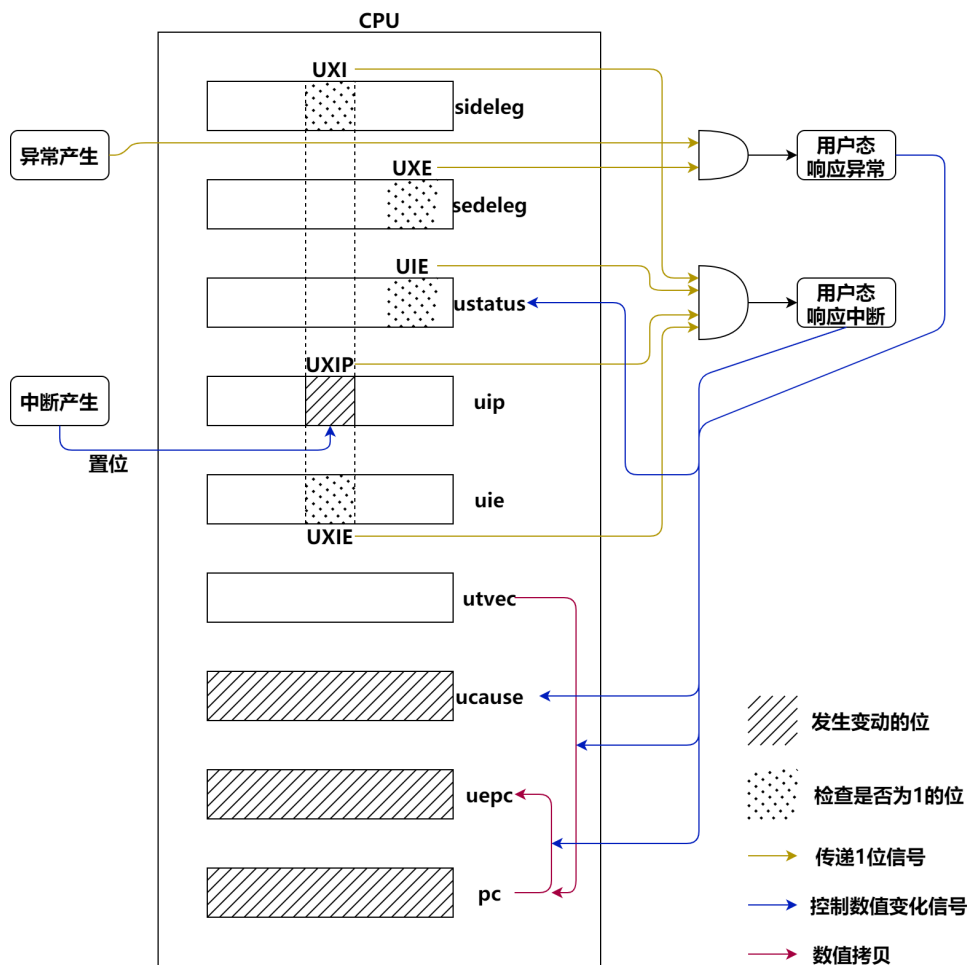 CPU
UXI
sideleg
异常产生
用户态
响应异常
UXE
sedeleg
UIE
ustatus
用户态
响应中断
UXIP
中断产生
uip
置位
uie
UXIE
utvec
ucause
发生变动的位
uepc
检查是否为1的位
传递1位信号
pc
控制数值变化信号
数值拷贝